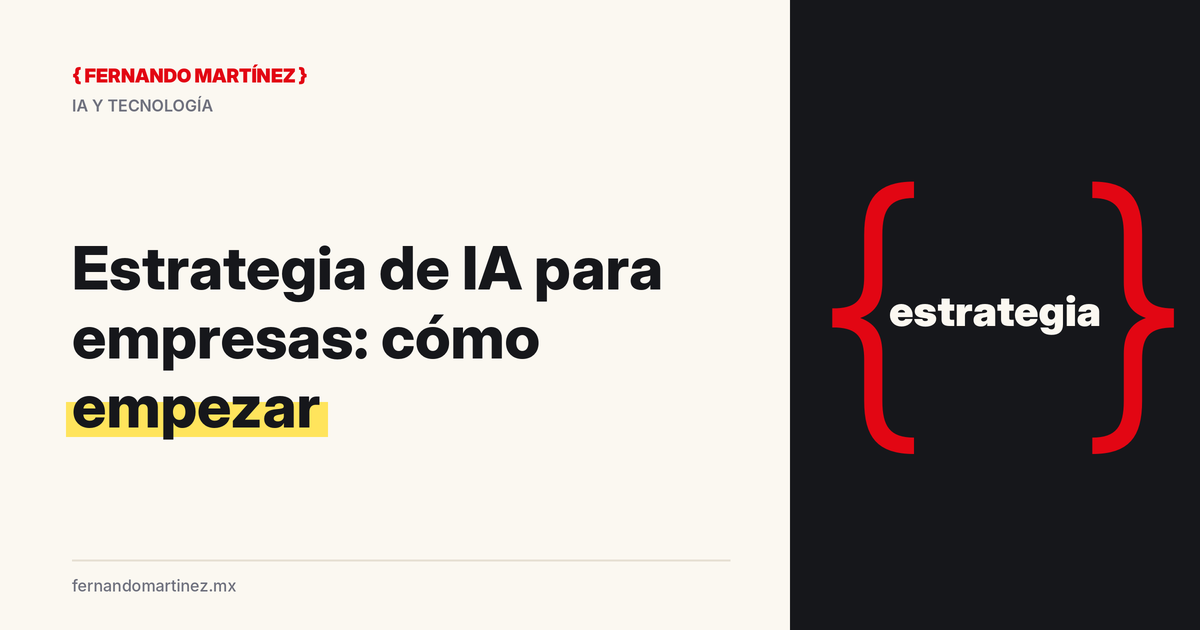 { FERNANDO MARTÍNEZ }
IA Y TECNOLOGÍA
Estrategia de IA para
empresas: cómo
empezar
fernandomartinez.mx
{ estrategia }